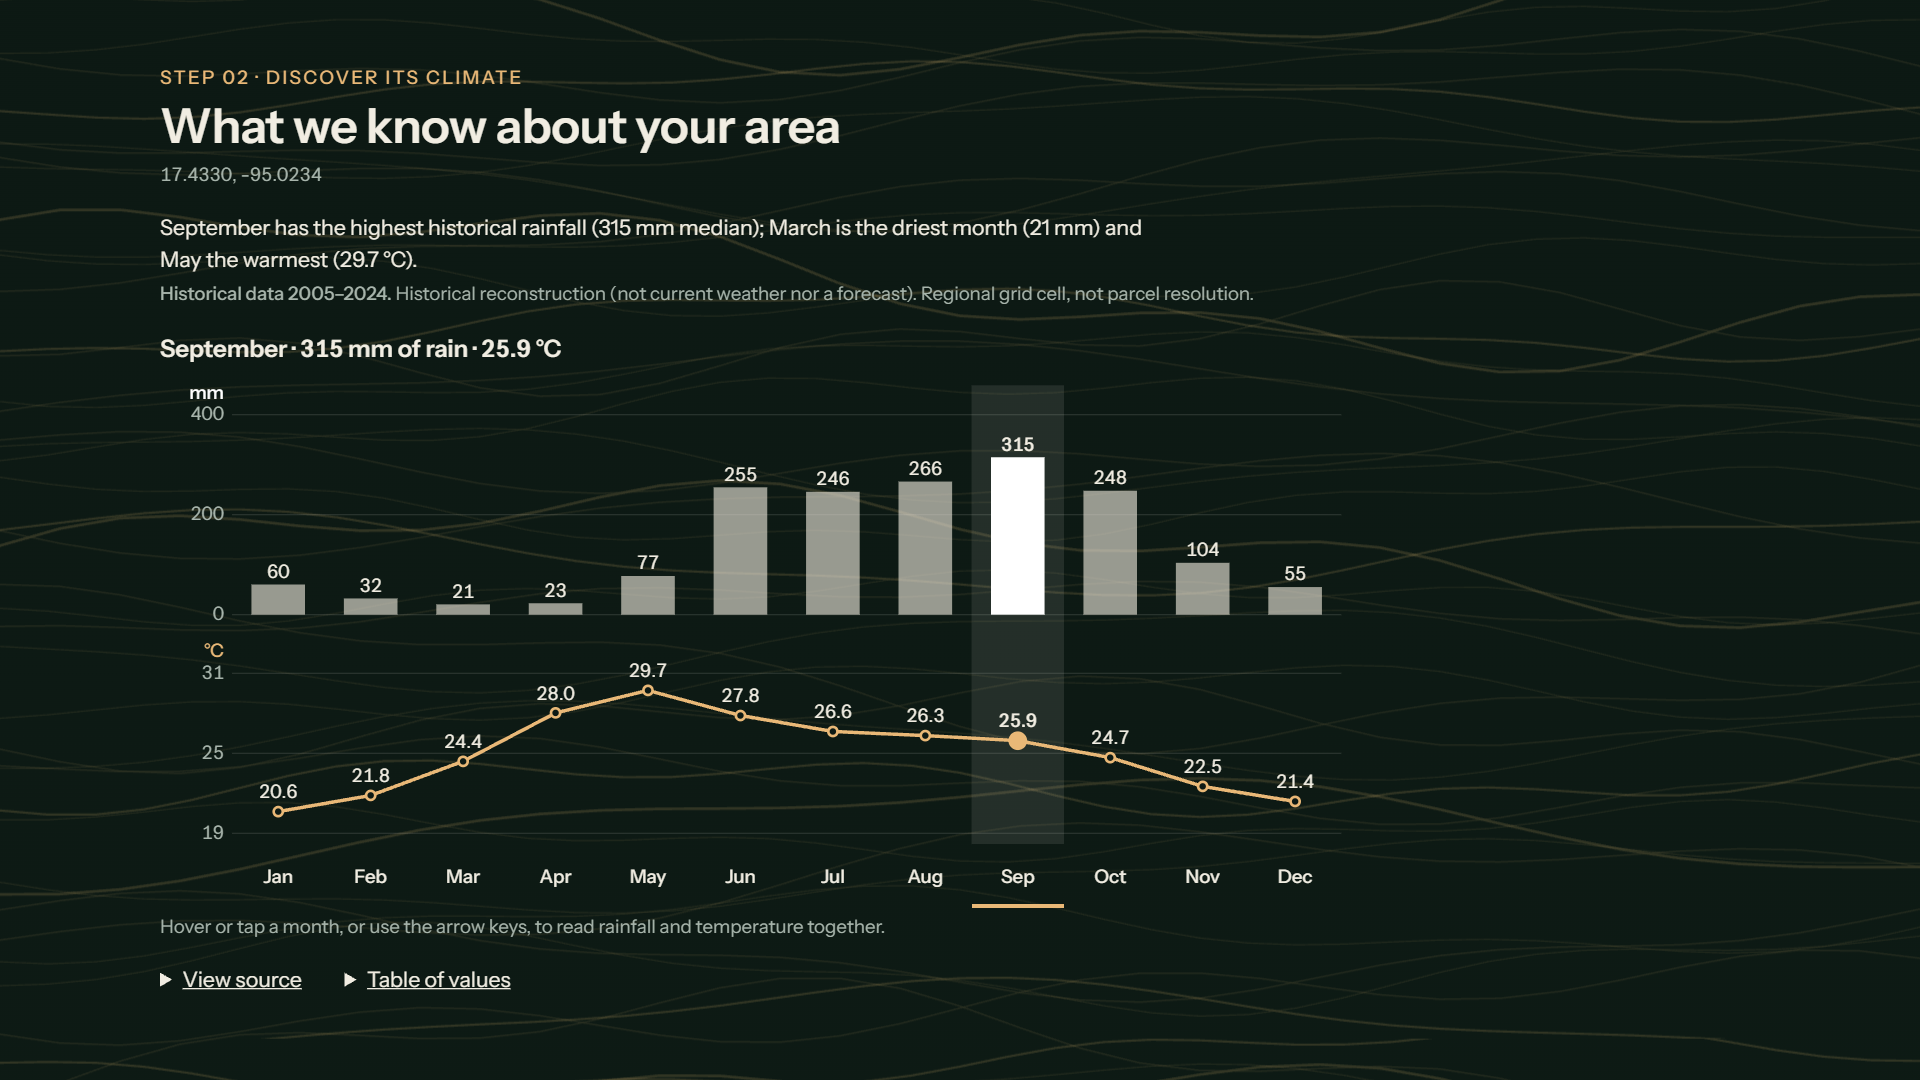 STEP 02 · DISCOVER ITS CLIMATE
What we know about your area
17.4330, -95.0234
September has the highest historical rainfall (315 mm median); March is the driest month (21 mm) and
May the warmest (29.7 °C).
Historical data 2005–2024. Historical reconstruction (not current weather nor a forecast). Regional grid cell, not parcel resolution.
September · 315 mm of rain · 25.9 °C
mm
400
200
0
60 32 21 23 77 255 246 266 315 248 104 55
°C
31
25
19
20.6 21.8 24.4 28.0 29.7 27.8 26.6 26.3 25.9 24.7 22.5 21.4
Jan Feb Mar Apr May Jun Jul Aug Sep Oct Nov Dec
Hover or tap a month, or use the arrow keys, to read rainfall and temperature together.
View source Table of values